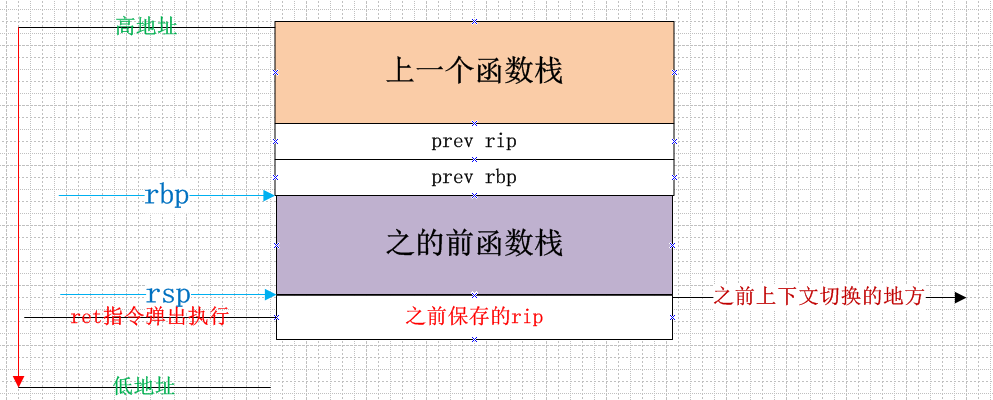 高地址
上一个函数栈
prev rip
prev rbp
rbp
之的前函数栈
rsp
之前上下文切换的地方
ret指令弹出执行
之前保存的rip
低地址